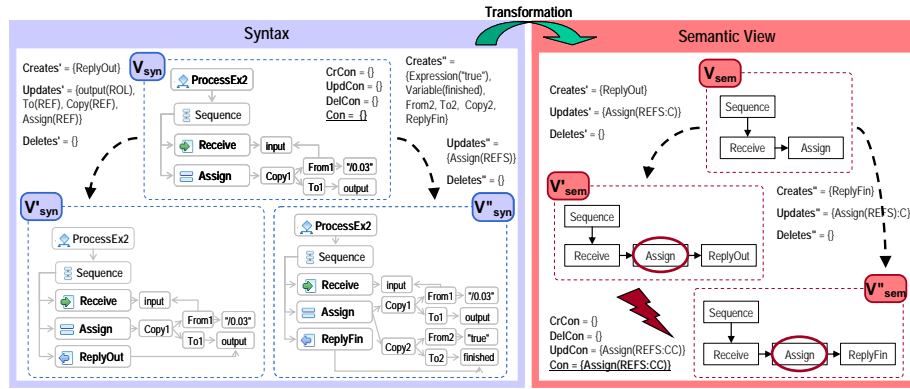 Transformation
Syntax
Creates' = {ReplyOut}
Updates' = {output(ROL),
To(REF), Copy(REF),
Assign(REF)}
Deletes' = {}
Vsyn
ProcessEx2
Sequence
Receive
input
Assign
Copy1
From1
"/0.03"
To1
output
CrCon = {}
UpdCon = {}
DelCon = {}
Con = {}
Creates" =
{Expression("true"),
Variable(finished),
From2, To2, Copy2,
ReplyFin}
Updates" =
{Assign(REFS)}
Deletes" = {}
V'syn
ProcessEx2
Sequence
Receive
input
Assign
Copy1
From1
"/0.03"
To1
output
ReplyOut
V"syn
ProcessEx2
Sequence
Receive
input
Assign
Copy1
From1
"/0.03"
To1
output
ReplyFin
Copy2
From2
"true"
To2
finished
Semantic View
Creates' = {ReplyOut}
Updates' = {Assign(REFS:C)}
Deletes' = {}
Vsem
Sequence
Receive
Assign
V'sem
Sequence
Receive
Assign
ReplyOut
Creates" = {ReplyFin}
Updates" = {Assign(REFS):C}
Deletes" = {}
CrCon = {}
DelCon = {}
UpdCon = {Assign(REFS:CC)}
Con = {Assign(REFS:CC)}
V"sem
Sequence
Receive
Assign
ReplyFin